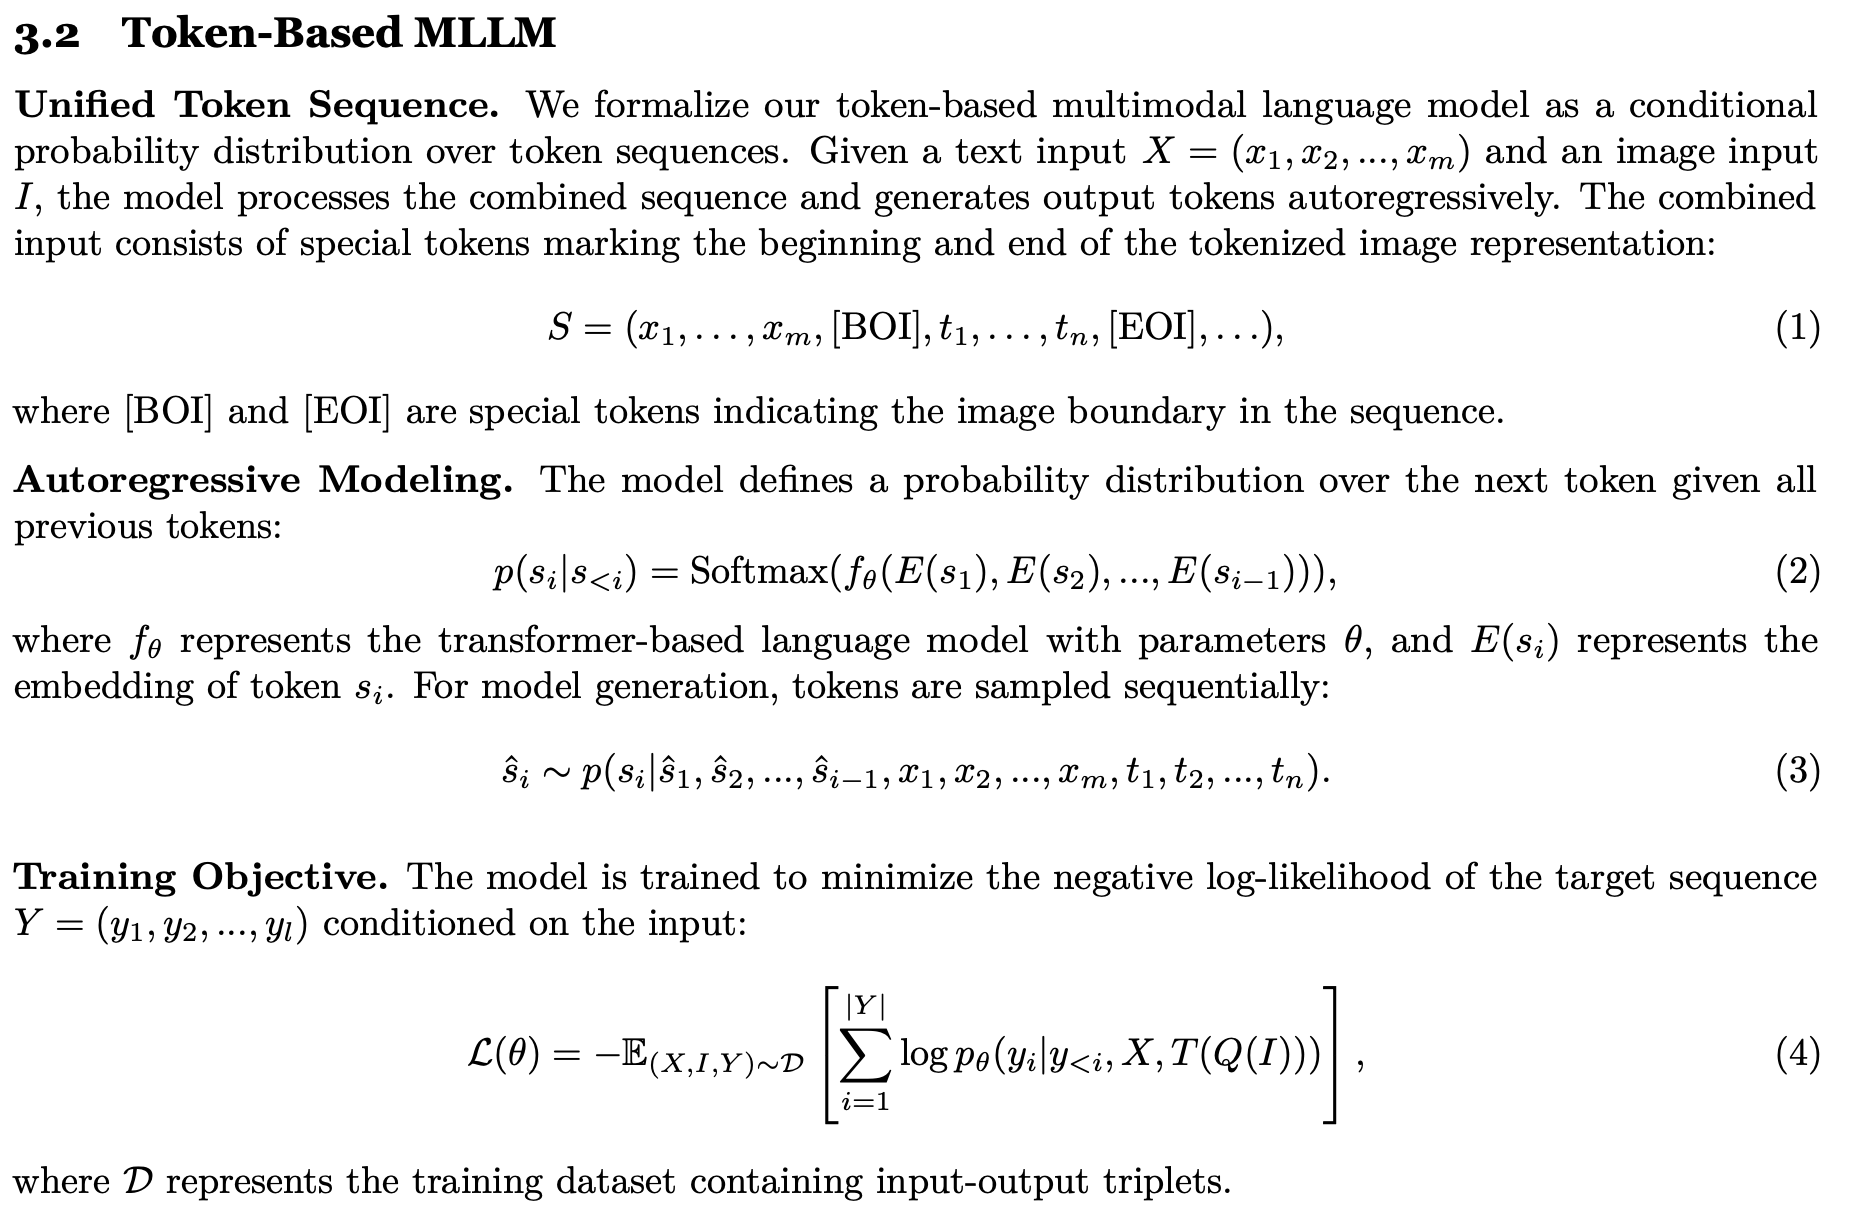 3.2 Token-Based MLLM
Unified Token Sequence. We formalize our token-based multimodal language model as a conditional
probability distribution over token sequences. Given a text input X = (x₁, x₂, ..., xₘ) and an image input
I, the model processes the combined sequence and generates output tokens autoregressively. The combined
input consists of special tokens marking the beginning and end of the tokenized image representation:
S = (x₁, . . . , xₘ, [BOI], t₁, . . . , tₙ, [EOI], . . .), (1)
where [BOI] and [EOI] are special tokens indicating the image boundary in the sequence.
Autoregressive Modeling. The model defines a probability distribution over the next token given all
previous tokens:
p(sᵢ|s_{<i}) = Softmax(f_θ(E(s₁), E(s₂), ..., E(sᵢ₋₁))), (2)
where f_θ represents the transformer-based language model with parameters θ, and E(sᵢ) represents the
embedding of token sᵢ. For model generation, tokens are sampled sequentially:
ŝᵢ ∼ p(sᵢ|ŝ₁, ŝ₂, ..., ŝᵢ₋₁, x₁, x₂, ..., xₘ, t₁, t₂, ..., tₙ). (3)
Training Objective. The model is trained to minimize the negative log-likelihood of the target sequence
Y = (y₁, y₂, ..., y_l) conditioned on the input:
ℒ(θ) = −𝔼_{(X,I,Y)∼𝒟} [∑_{i=1}^{|Y|} log p_θ(yᵢ|y_{<i}, X, T(Q(I)))], (4)
where 𝒟 represents the training dataset containing input-output triplets.